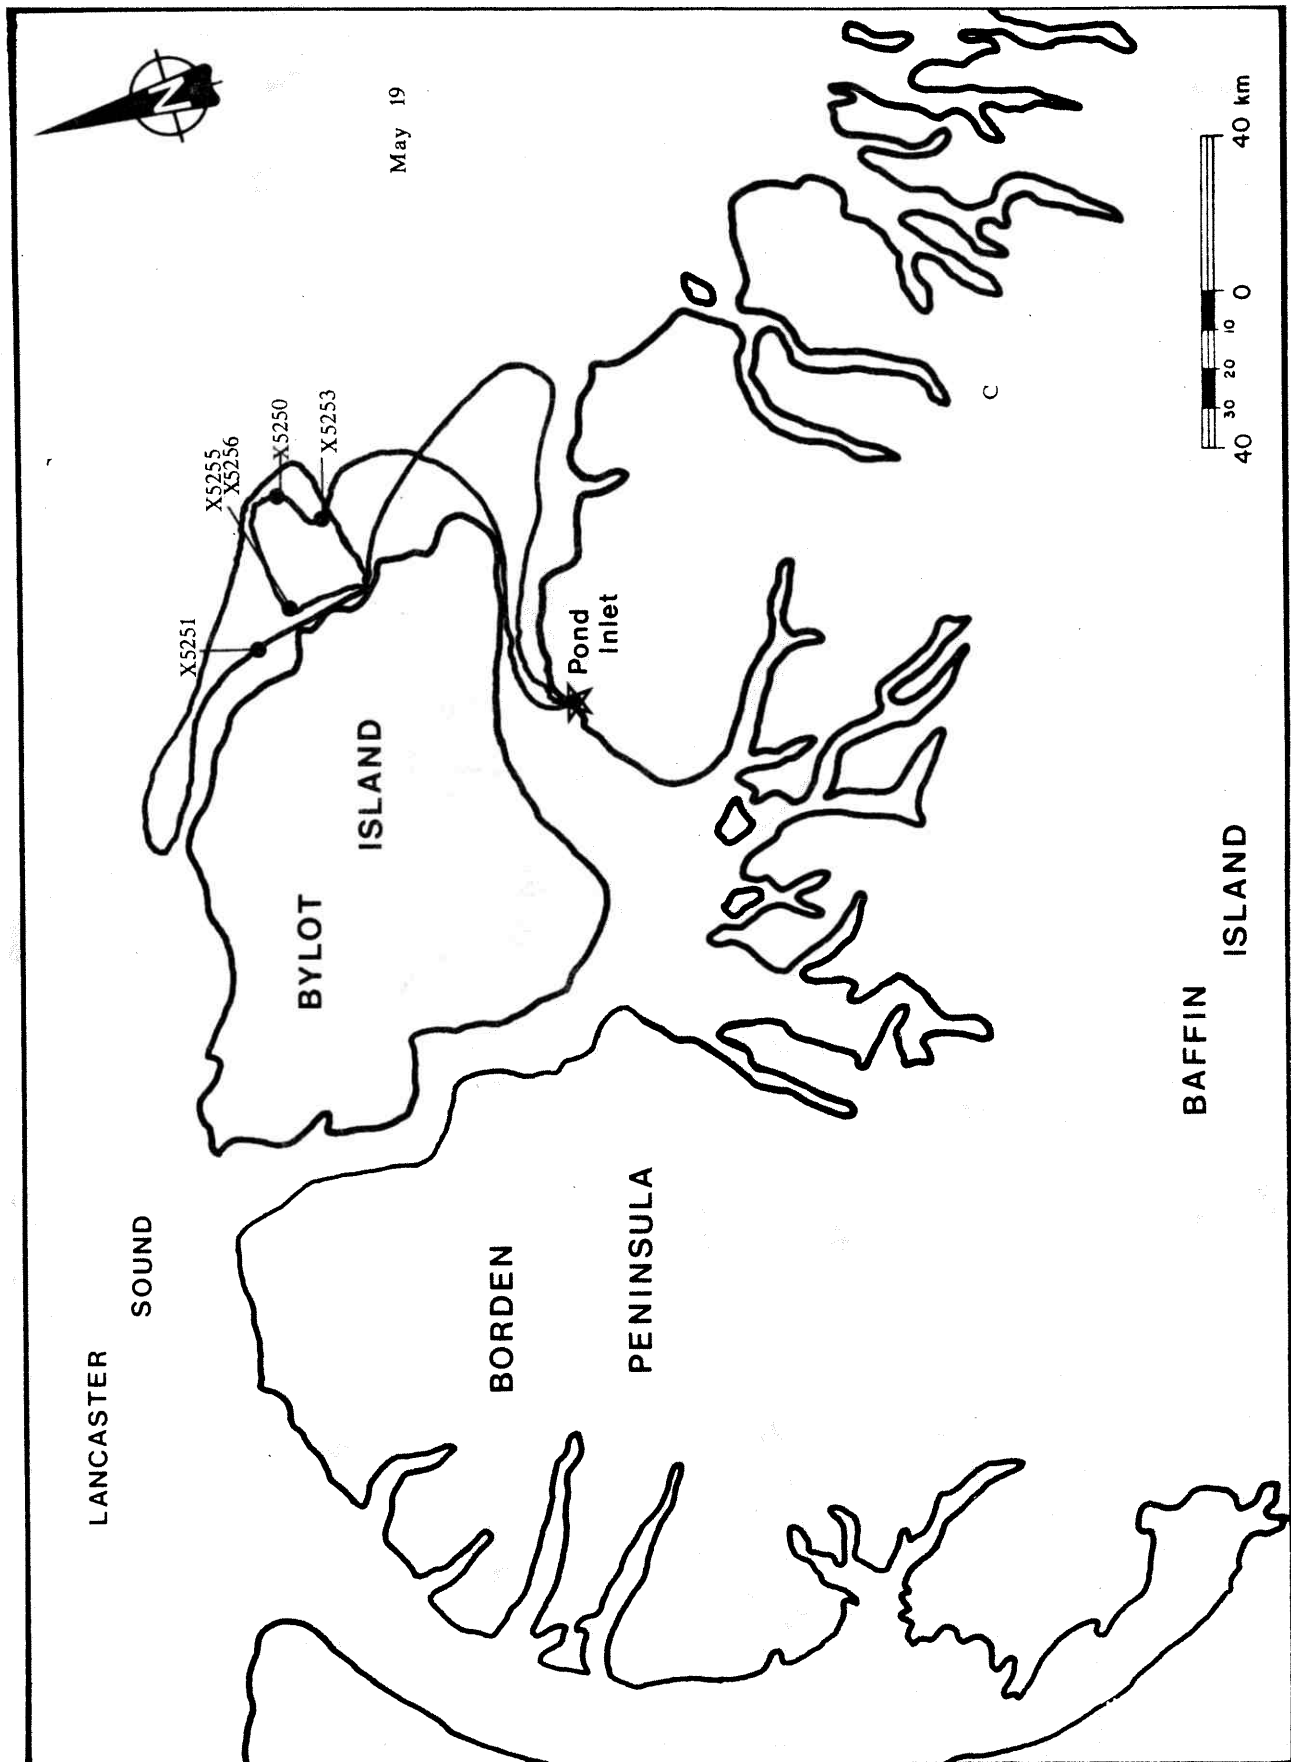 N
May 19
X5255
X5256
X5250
X5253
X5251
Pond
Inlet
BYLOT
ISLAND
LANCASTER
SOUND
BORDEN
PENINSULA
BAFFIN
ISLAND
C
40 30 20 10 0 40 km